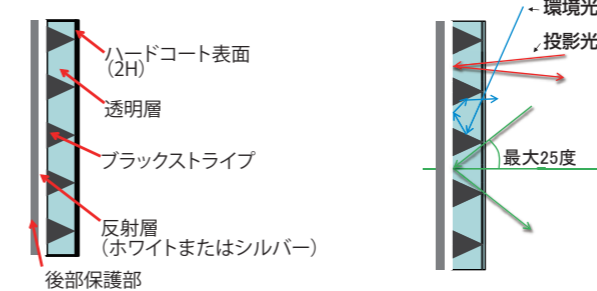 ハードコート表面
(2H)
透明層
ブラックストライプ
反射層
(ホワイトまたはシルバー)
後部保護部
環境光
投影光
最大25度